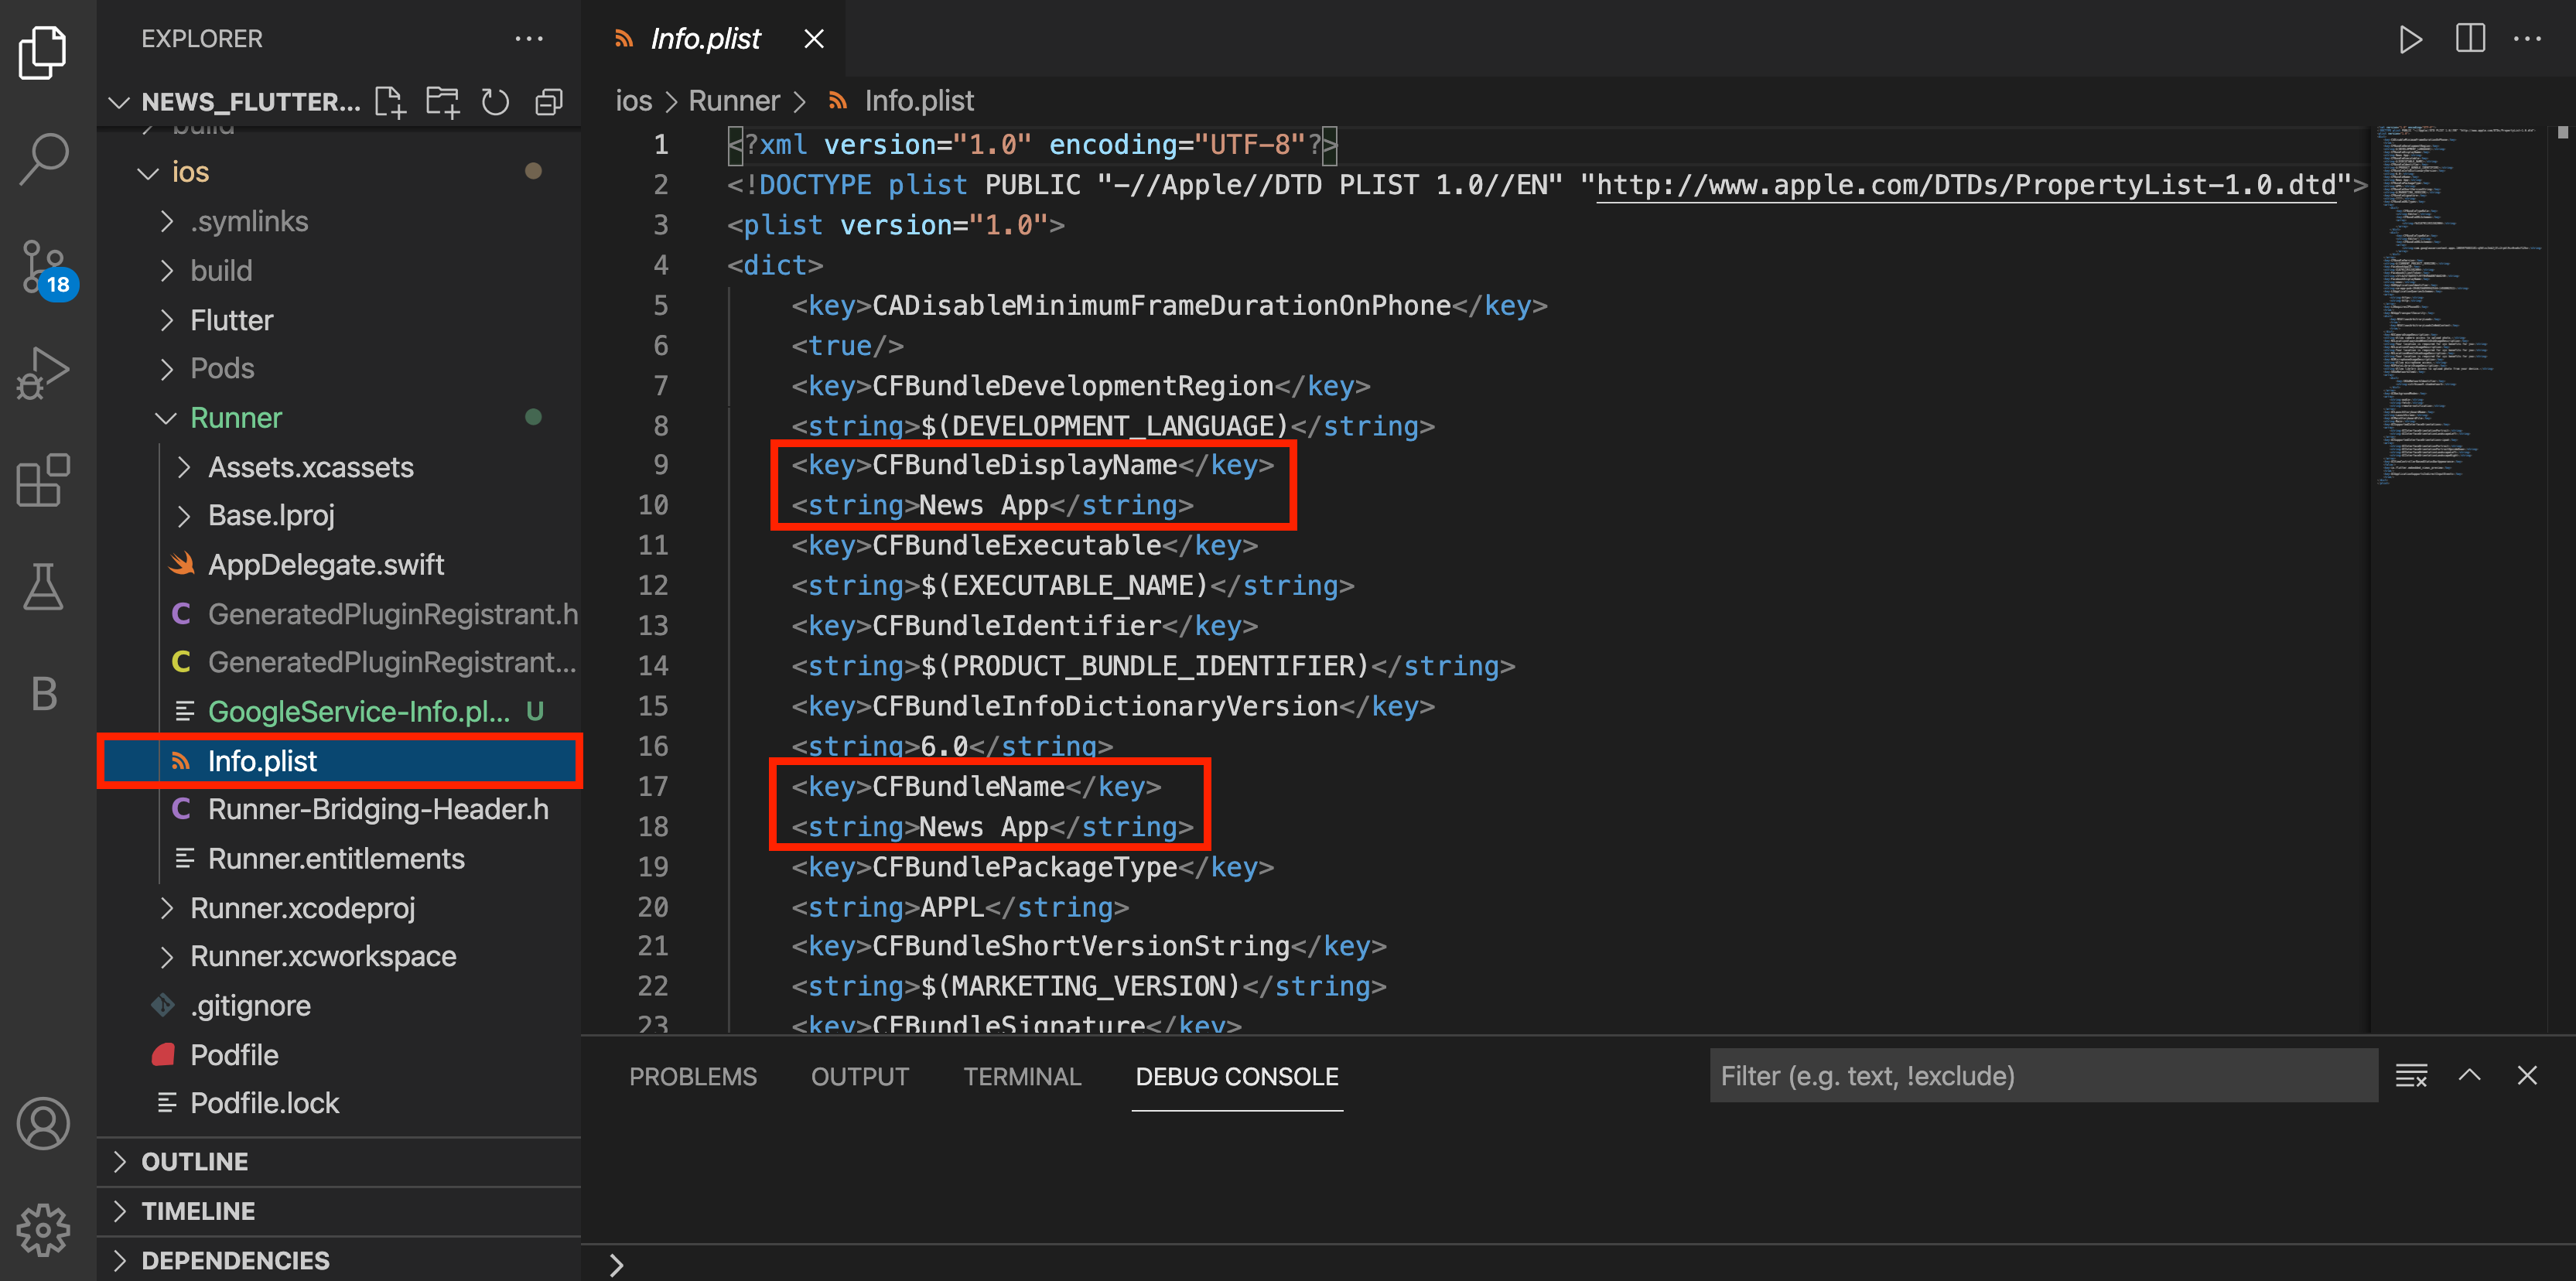 EXPLORER
NEWS_FLUTTER...
build
ios
.symlinks
build
Flutter
Pods
Runner
Assets.xcassets
Base.lproj
AppDelegate.swift
C GeneratedPluginRegistrant.h
C GeneratedPluginRegistrant...
GoogleService-Info.pl... U
Info.plist
C Runner-Bridging-Header.h
Runner.entitlements
Runner.xcodeproj
Runner.xcworkspace
.gitignore
Podfile
Podfile.lock
OUTLINE
TIMELINE
DEPENDENCIES
18
B
Info.plist
ios > Runner > Info.plist
1 <?xml version="1.0" encoding="UTF-8"?>
2 <!DOCTYPE plist PUBLIC "-//Apple//DTD PLIST 1.0//EN" "http://www.apple.com/DTDs/PropertyList-1.0.dtd">
3 <plist version="1.0">
4 <dict>
5 <key>CADisableMinimumFrameDurationOnPhone</key>
6 <true/>
7 <key>CFBundleDevelopmentRegion</key>
8 <string>$(DEVELOPMENT_LANGUAGE)</string>
9 <key>CFBundleDisplayName</key>
10 <string>News App</string>
11 <key>CFBundleExecutable</key>
12 <string>$(EXECUTABLE_NAME)</string>
13 <key>CFBundleIdentifier</key>
14 <string>$(PRODUCT_BUNDLE_IDENTIFIER)</string>
15 <key>CFBundleInfoDictionaryVersion</key>
16 <string>6.0</string>
17 <key>CFBundleName</key>
18 <string>News App</string>
19 <key>CFBundlePackageType</key>
20 <string>APPL</string>
21 <key>CFBundleShortVersionString</key>
22 <string>$(MARKETING_VERSION)</string>
23 <key>CFBundleSignature</key>
PROBLEMS OUTPUT TERMINAL DEBUG CONSOLE
Filter (e.g. text, !exclude)